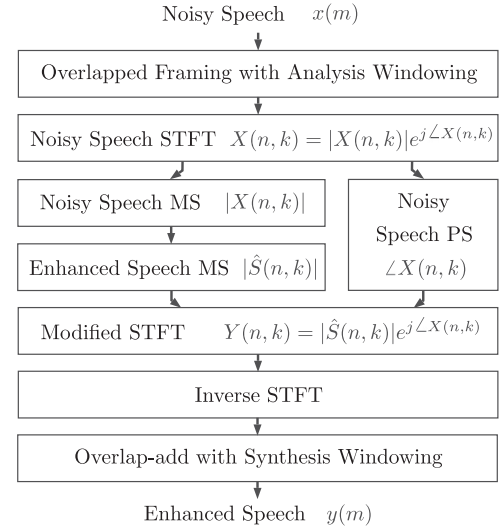 Noisy Speech x(m)
Overlapped Framing with Analysis Windowing
Noisy Speech STFT X(n, k) = |X(n, k)|e^{j∠X(n,k)}
Noisy Speech MS |X(n, k)|
Noisy
Speech PS
∠X(n, k)
Enhanced Speech MS |Ŝ(n, k)|
Modified STFT Y(n, k) = |Ŝ(n, k)|e^{j∠X(n,k)}
Inverse STFT
Overlap-add with Synthesis Windowing
Enhanced Speech y(m)